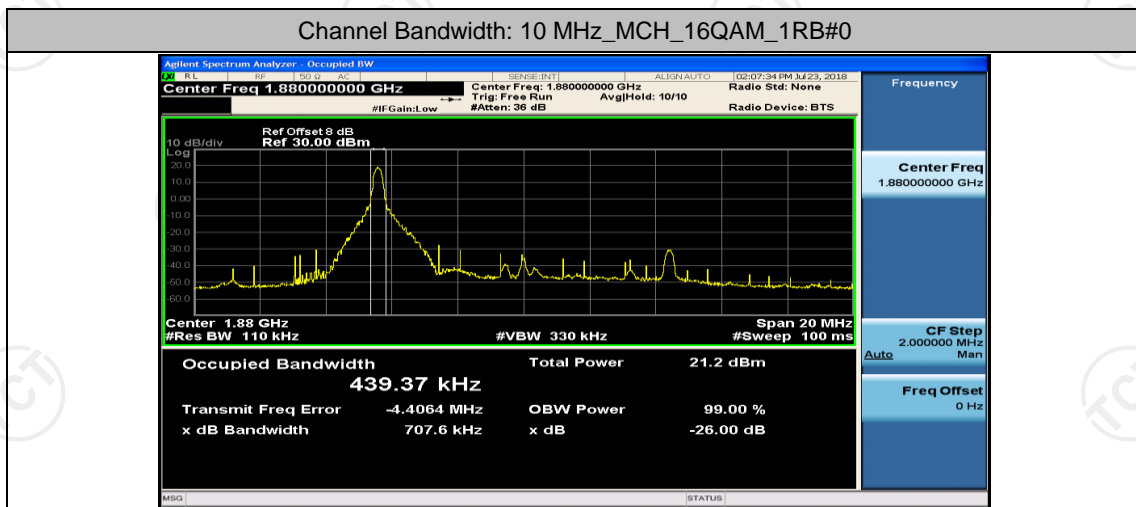 Channel Bandwidth: 10 MHz_MCH_16QAM_1RB#0
Agilent Spectrum Analyzer - Occupied BW
LXI RL RF 50 Ω AC SENSE:INT ALIGN AUTO 02:07:34 PM Jul 23, 2018
Center Freq 1.880000000 GHz
Center Freq: 1.880000000 GHz
Radio Std: None
Trig: Free Run Avg|Hold: 10/10
#IFGain:Low #Atten: 36 dB Radio Device: BTS
Ref Offset 8 dB
10 dB/div Ref 30.00 dBm
Log
20.0
10.0
0.00
-10.0
-20.0
-30.0
-40.0
-50.0
-60.0
Center 1.88 GHz Span 20 MHz
#Res BW 110 kHz #VBW 330 kHz #Sweep 100 ms
Occupied Bandwidth Total Power 21.2 dBm
439.37 kHz
Transmit Freq Error -4.4064 MHz OBW Power 99.00 %
x dB Bandwidth 707.6 kHz x dB -26.00 dB
MSG STATUS
Frequency
Center Freq
1.880000000 GHz
CF Step
2.000000 MHz
Auto Man
Freq Offset
0 Hz
TCT
TCT